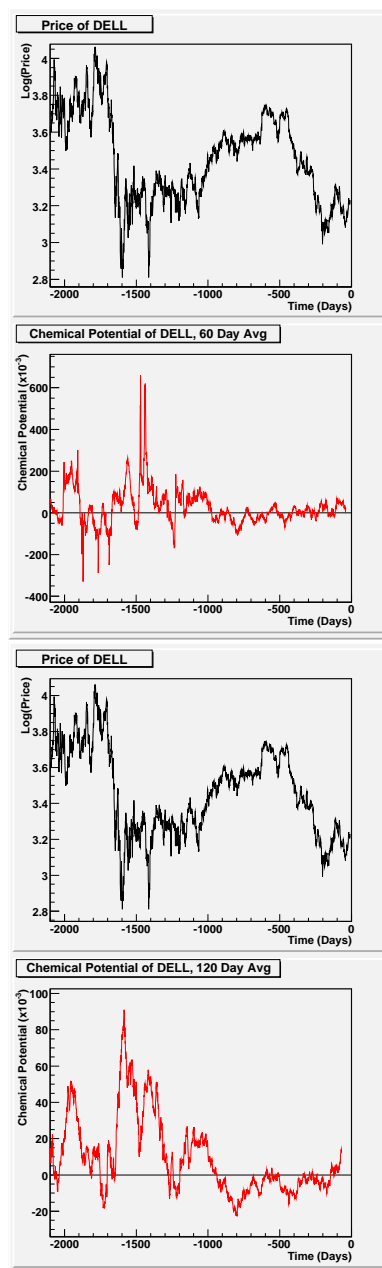 Price of DELL
Log(Price)
4
3.8
3.6
3.4
3.2
3
2.8
-2000 -1500 -1000 -500 0
Time (Days)
Chemical Potential of DELL, 60 Day Avg
Chemical Potential (x10-3)
600
400
200
0
-200
-400
-2000 -1500 -1000 -500 0
Time (Days)
Price of DELL
Log(Price)
4
3.8
3.6
3.4
3.2
3
2.8
-2000 -1500 -1000 -500 0
Time (Days)
Chemical Potential of DELL, 120 Day Avg
Chemical Potential (x10-3)
100
80
60
40
20
0
-20
-2000 -1500 -1000 -500 0
Time (Days)